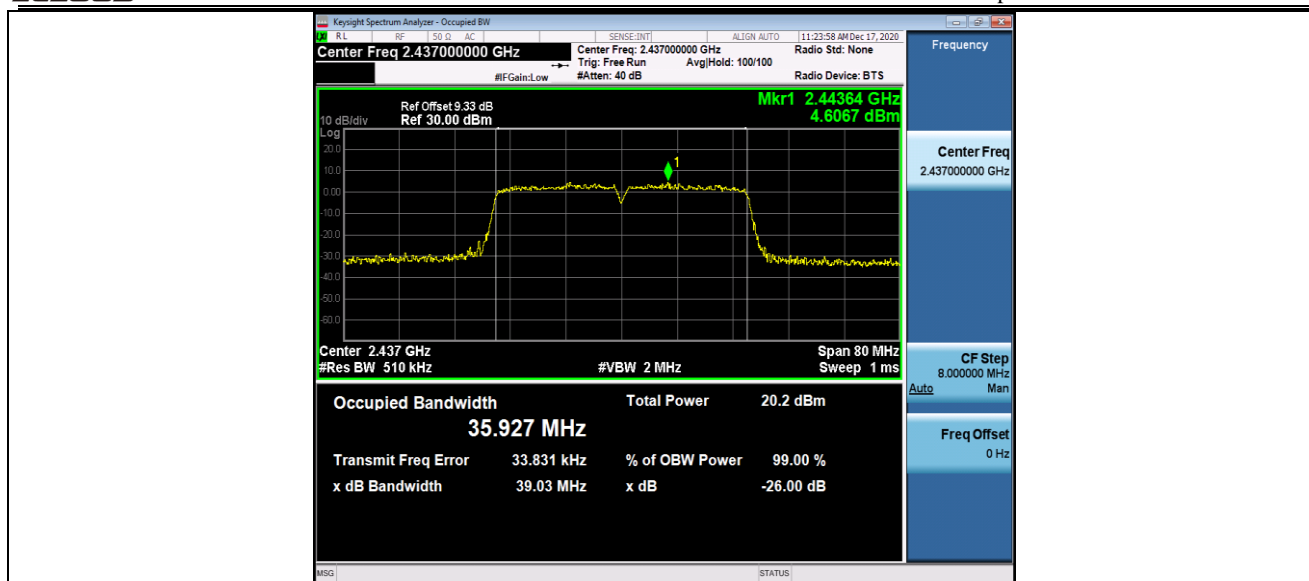 Keysight Spectrum Analyzer - Occupied BW
RL RF 50 Ω AC SENSE:INT ALIGN AUTO 11:23:58 AM Dec 17, 2020
Center Freq 2.437000000 GHz
Center Freq: 2.437000000 GHz Radio Std: None
Trig: Free Run Avg|Hold: 100/100
#IFGain:Low #Atten: 40 dB Radio Device: BTS
Frequency
Mkr1 2.44364 GHz
4.6067 dBm
Ref Offset 9.33 dB
10 dB/div Ref 30.00 dBm
Log
20.0
10.0
0.00
-10.0
-20.0
-30.0
-40.0
-50.0
-60.0
1
Center 2.437 GHz Span 80 MHz
#Res BW 510 kHz #VBW 2 MHz Sweep 1 ms
Occupied Bandwidth Total Power 20.2 dBm
35.927 MHz
Transmit Freq Error 33.831 kHz % of OBW Power 99.00 %
x dB Bandwidth 39.03 MHz x dB -26.00 dB
Center Freq
2.437000000 GHz
CF Step
8.000000 MHz
Auto Man
Freq Offset
0 Hz
MSG STATUS